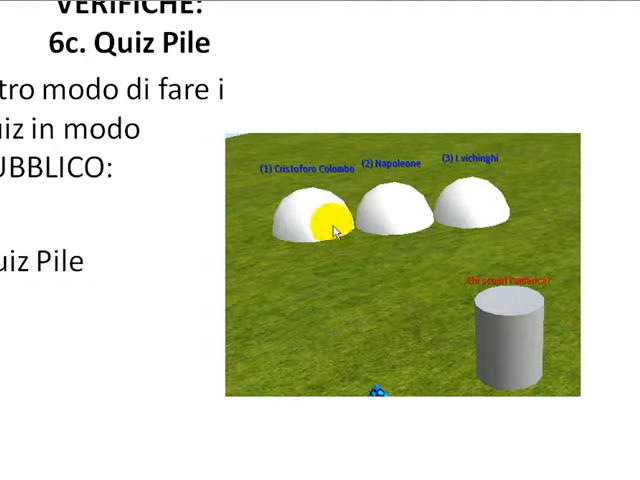 VERIFICHE:
6c. Quiz Pile
tro modo di fare i
uiz in modo
UBBLICO:
uiz Pile
(1) Cristoforo Colombo
(2) Napoleone
(3) I vichinghi
Chi scoprì l'america?